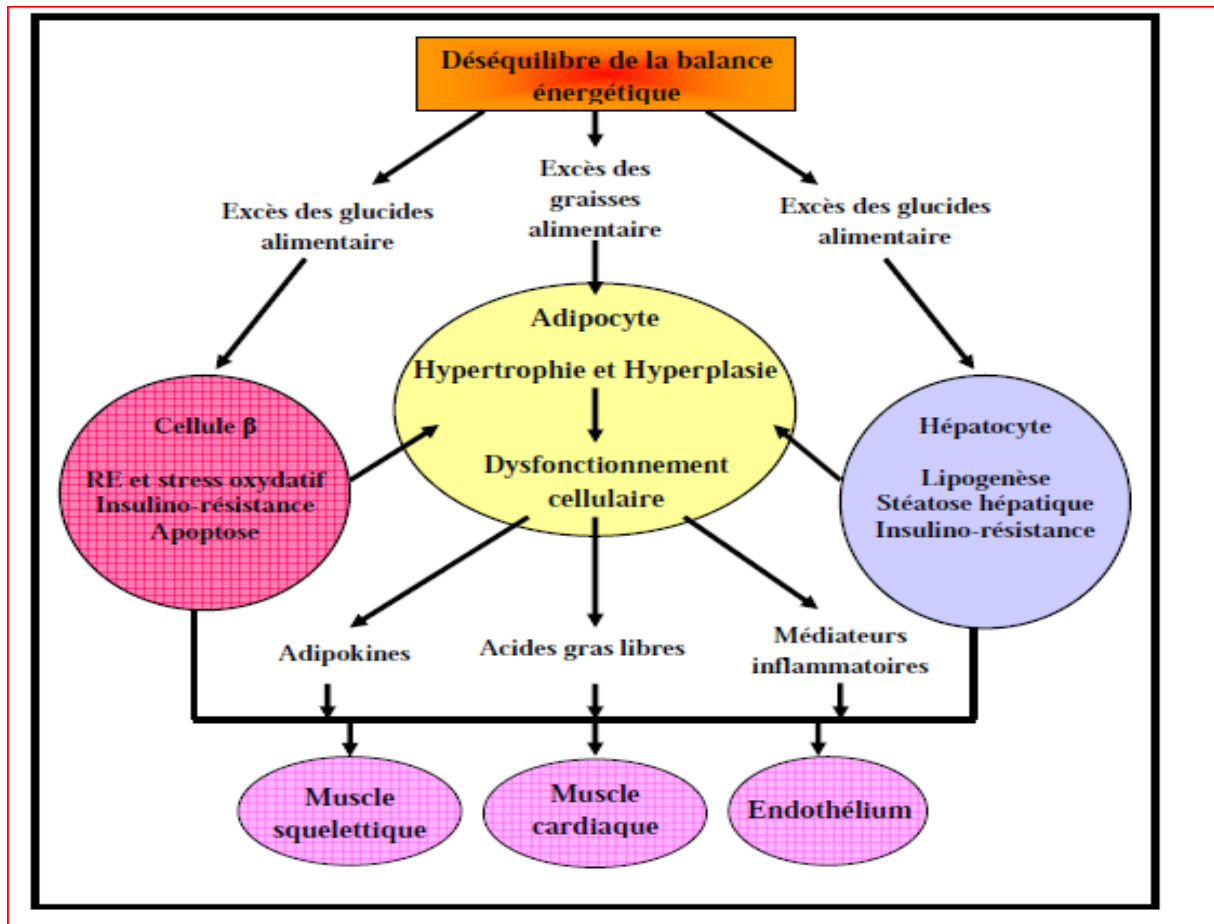 Déséquilibre de la balance
énergétique
Excès des
graisses
alimentaire
Excès des glucides
alimentaire
Excès des glucides
alimentaire
Adipocyte
Hypertrophie et Hyperplasie
Dysfonctionnement
cellulaire
Cellule β
RE et stress oxydatif
Insulino-résistance
Apoptose
Hépatocyte
Lipogenèse
Stéatose hépatique
Insulino-résistance
Adipokines
Acides gras libres
Médiateurs
inflammatoires
Muscle
squelettique
Muscle
cardiaque
Endothélium